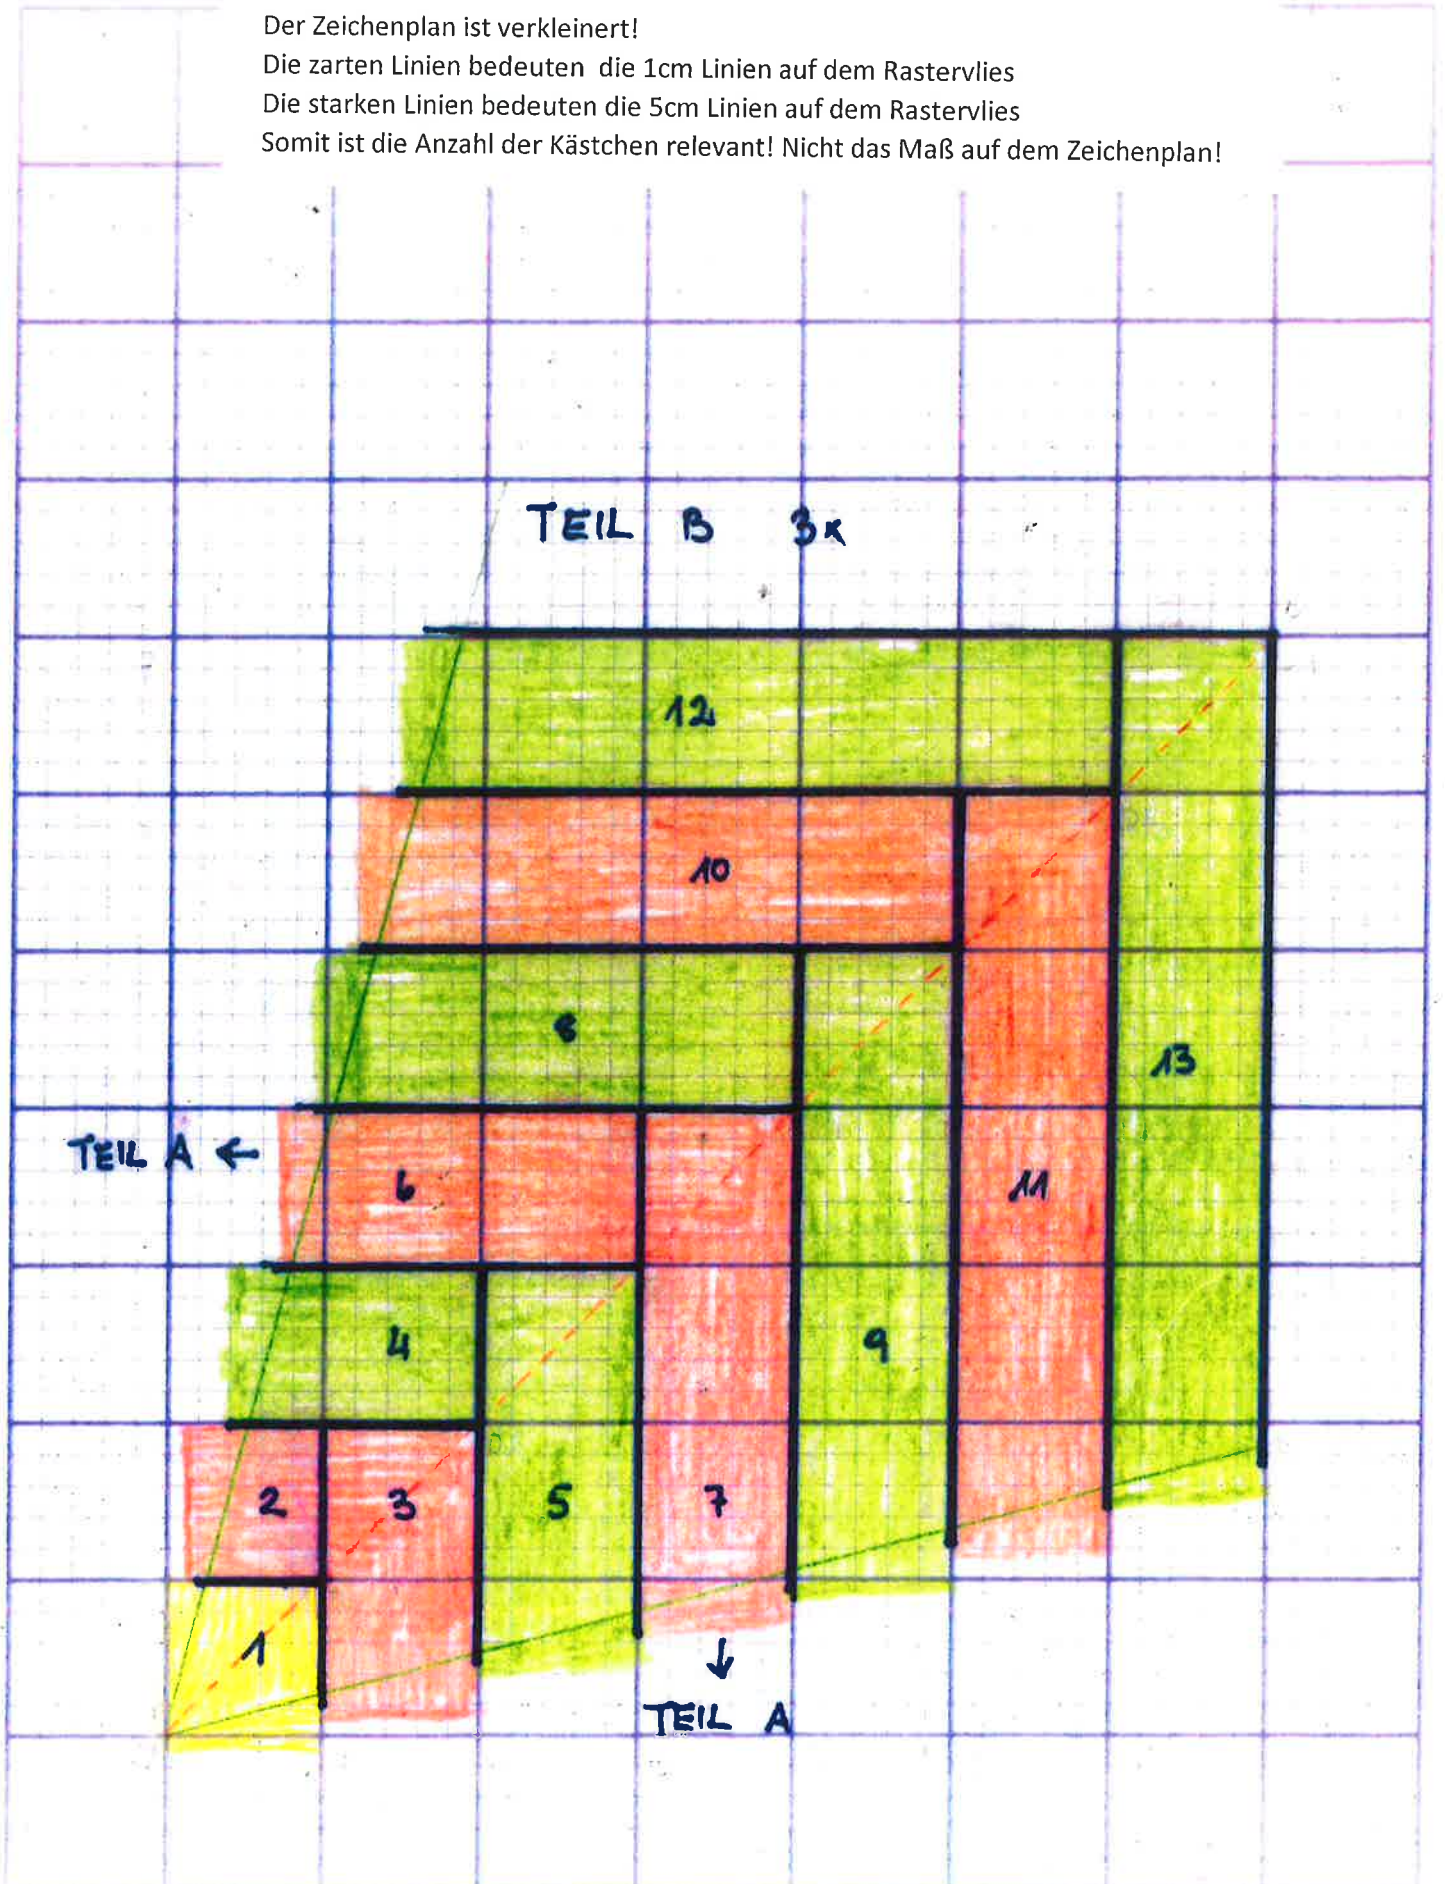 Der Zeichenplan ist verkleinert!
Die zarten Linien bedeuten die 1cm Linien auf dem Rastervlies
Die starken Linien bedeuten die 5cm Linien auf dem Rastervlies
Somit ist die Anzahl der Kästchen relevant! Nicht das Maß auf dem Zeichenplan!
TEIL B 3x
12
10
8
13
TEIL A ←
6
11
4
9
2
3
5
7
1
↓
TEIL A